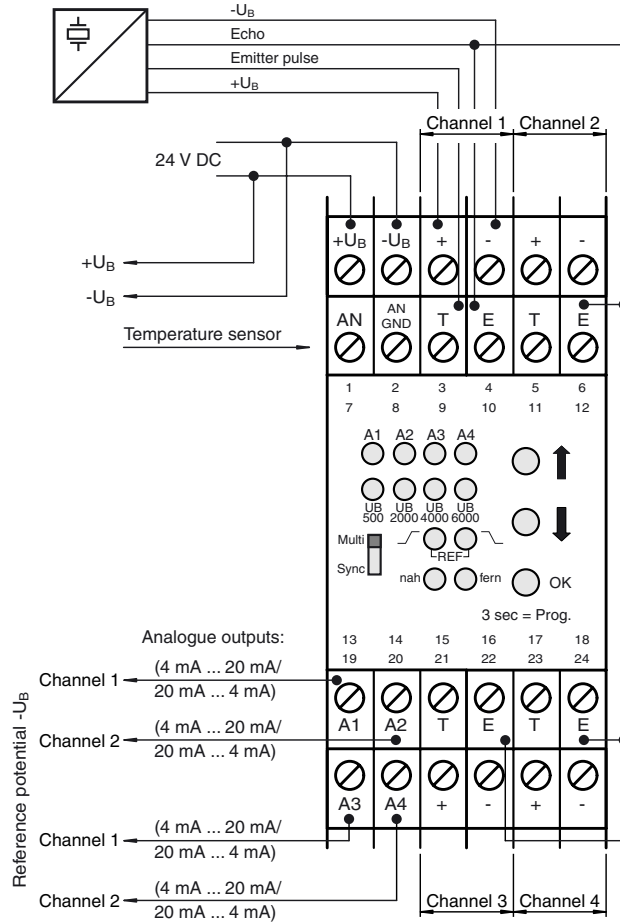 -UB
Echo
Emitter pulse
+UB
Channel 1 Channel 2
24 V DC
+UB -UB + - + -
+UB
-UB
AN AN GND T E T E
Temperature sensor
1 2 3 4 5 6
7 8 9 10 11 12
A1 A2 A3 A4
UB 500 UB 2000 UB 4000 UB 6000
Multi
REF
Sync
nah fern
OK
3 sec = Prog.
13 14 15 16 17 18
19 20 21 22 23 24
Analogue outputs:
Channel 1 (4 mA ... 20 mA/
20 mA ... 4 mA)
A1 A2 T E T E
Channel 2 (4 mA ... 20 mA/
20 mA ... 4 mA)
A3 A4 + - + -
Channel 1 (4 mA ... 20 mA/
20 mA ... 4 mA)
Channel 2 (4 mA ... 20 mA/
20 mA ... 4 mA)
Reference potential -UB
Channel 3 Channel 4